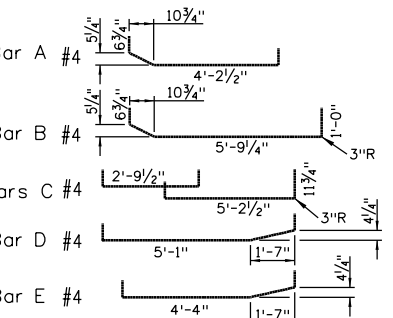 10¾"
5¼"
6¾"
Bar A #4
4'-2½"
10¾"
5¼"
6¾"
1'-0"
Bar B #4
5'-9¼"
3"R
2'-9½"
11¾"
Bars C #4
5'-2½"
3"R
4¼"
Bar D #4
5'-1"
1'-7"
4¼"
Bar E #4
4'-4"
1'-7"